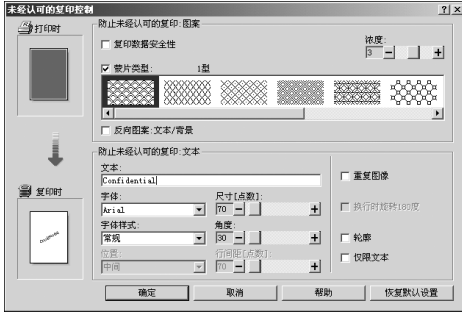 未经认可的复印控制
打印时
复印时
防止未经认可的复印:图案
复印数据安全性
浓度:
3
蒙片类型:
1型
反向图案:文本/背景
防止未经认可的复印:文本
文本:
Confidential
字体:
尺寸[点数]:
Arial
70
字体样式:
角度:
常规
30
位置:
行间距[点数]:
中间
70
重复图像
换行时旋转180度
轮廓
仅限文本
确定
取消
帮助
恢复默认设置